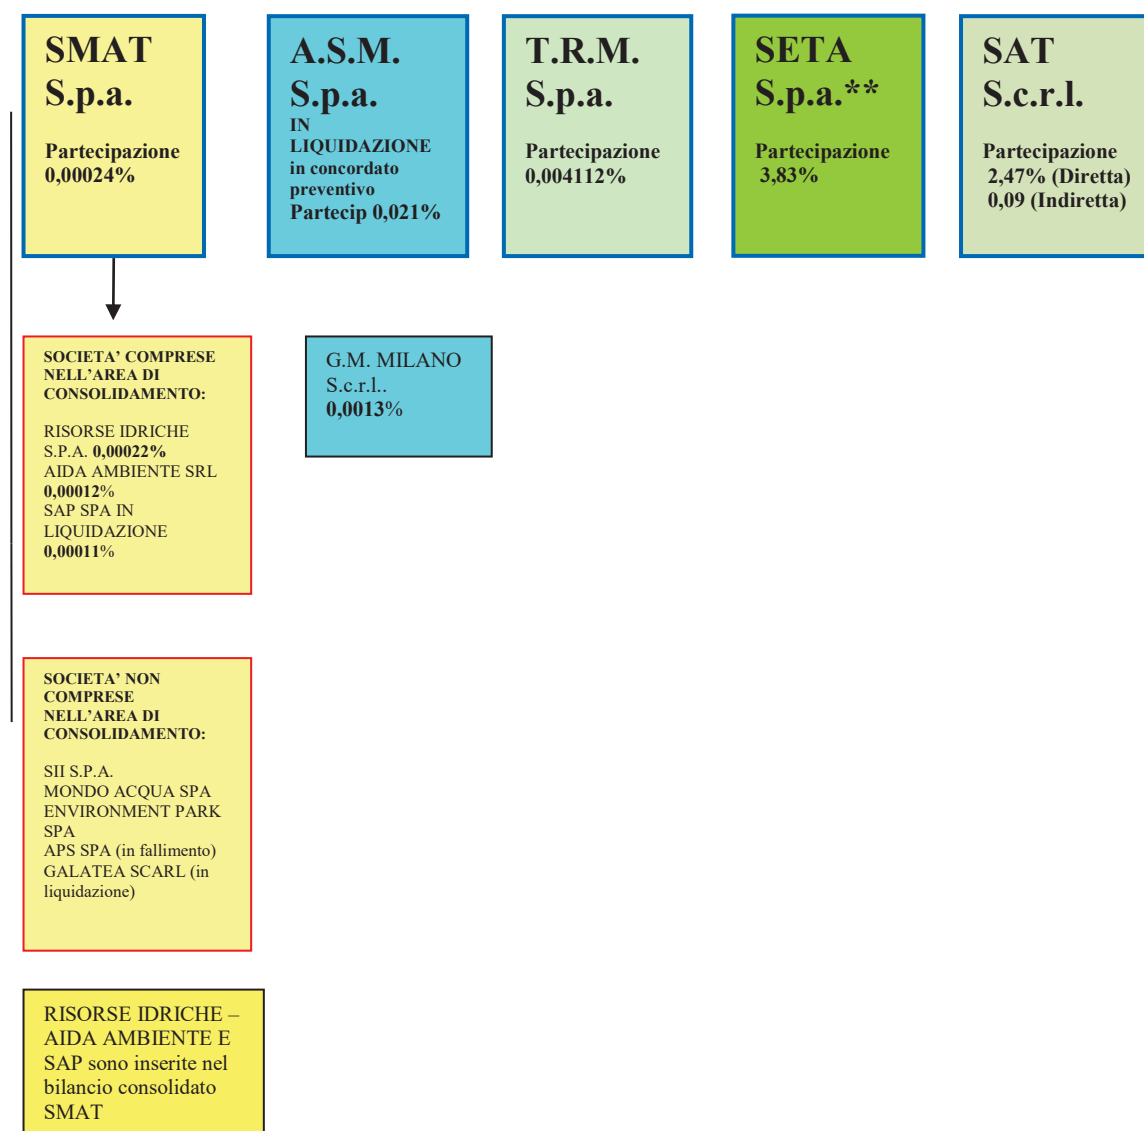 SMAT
S.p.a.
Partecipazione
0,00024%
A.S.M.
S.p.a.
IN
LIQUIDAZIONE
in concordato
preventivo
Partecip 0,021%
T.R.M.
S.p.a.
Partecipazione
0,004112%
SETA
S.p.a.**
Partecipazione
3,83%
SAT
S.c.r.l.
Partecipazione
2,47% (Diretta)
0,09 (Indiretta)
SOCIETA’ COMPRESE
NELL’AREA DI
CONSOLIDAMENTO:
RISORSE IDRICHE
S.P.A. 0,00022%
AIDA AMBIENTE SRL
0,00012%
SAP SPA IN
LIQUIDAZIONE
0,00011%
G.M. MILANO
S.c.r.l..
0,0013%
SOCIETA’ NON
COMPRESE
NELL’AREA DI
CONSOLIDAMENTO:
SII S.P.A.
MONDO ACQUA SPA
ENVIRONMENT PARK
SPA
APS SPA (in fallimento)
GALATEA SCARL (in
liquidazione)
RISORSE IDRICHE –
AIDA AMBIENTE E
SAP sono inserite nel
bilancio consolidato
SMAT